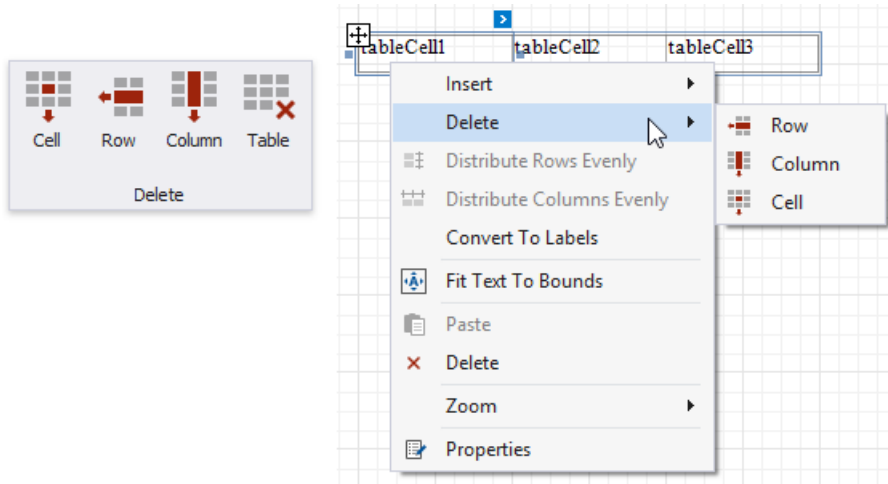 Cell Row Column Table
Delete
tableCell1 tableCell2 tableCell3
Insert
Delete
Distribute Rows Evenly
Distribute Columns Evenly
Convert To Labels
Fit Text To Bounds
Paste
Delete
Zoom
Properties
Row
Column
Cell